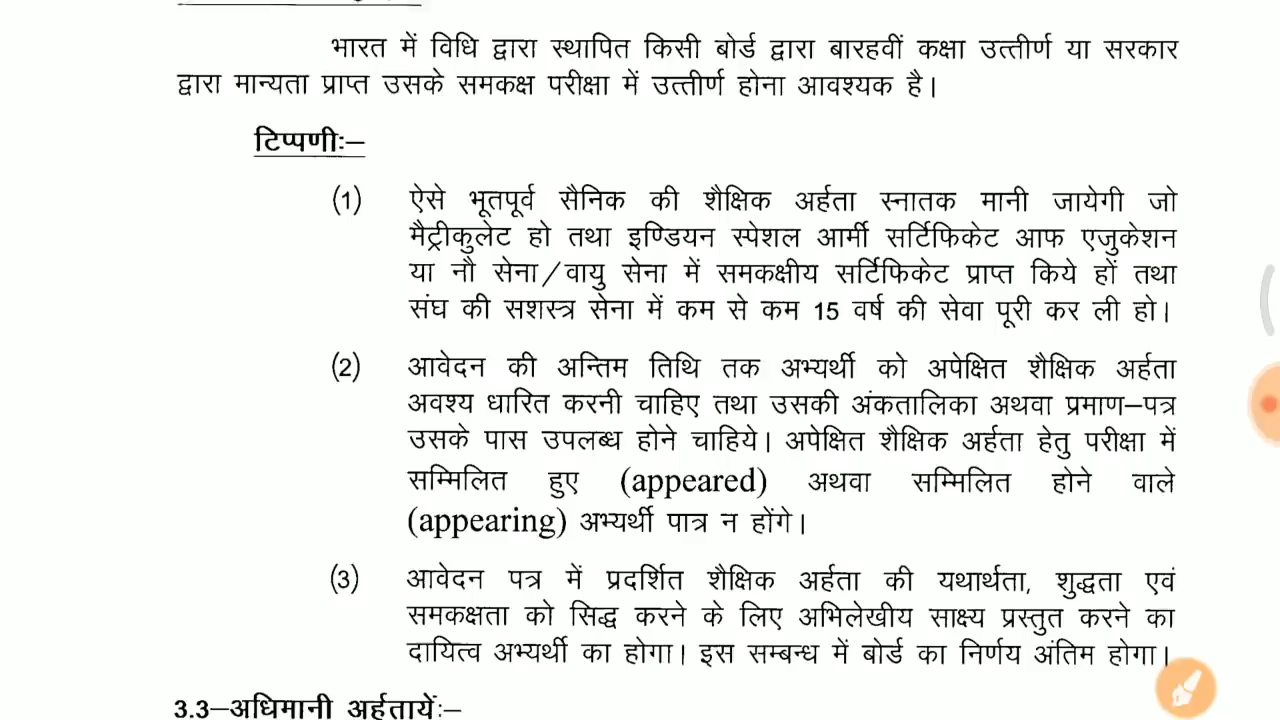 भारत में विधि द्वारा स्थापित किसी बोर्ड द्वारा बारहवीं कक्षा उत्तीर्ण या सरकार
द्वारा मान्यता प्राप्त उसके समकक्ष परीक्षा में उत्तीर्ण होना आवश्यक है।
टिप्पणीः–
(1) ऐसे भूतपूर्व सैनिक की शैक्षिक अर्हता स्नातक मानी जायेगी जो
मैट्रीकुलेट हो तथा इण्डियन स्पेशल आर्मी सर्टिफिकेट आफ एजुकेशन
या नौ सेना/वायु सेना में समकक्षीय सर्टिफिकेट प्राप्त किये हों तथा
संघ की सशस्त्र सेना में कम से कम 15 वर्ष की सेवा पूरी कर ली हो।
(2) आवेदन की अन्तिम तिथि तक अभ्यर्थी को अपेक्षित शैक्षिक अर्हता
अवश्य धारित करनी चाहिए तथा उसकी अंकतालिका अथवा प्रमाण–पत्र
उसके पास उपलब्ध होने चाहिये। अपेक्षित शैक्षिक अर्हता हेतु परीक्षा में
सम्मिलित हुए (appeared) अथवा सम्मिलित होने वाले
(appearing) अभ्यर्थी पात्र न होंगे।
(3) आवेदन पत्र में प्रदर्शित शैक्षिक अर्हता की यथार्थता, शुद्धता एवं
समकक्षता को सिद्ध करने के लिए अभिलेखीय साक्ष्य प्रस्तुत करने का
दायित्व अभ्यर्थी का होगा। इस सम्बन्ध में बोर्ड का निर्णय अंतिम होगा।
3.3–अधिमानी अर्हतायेंः–